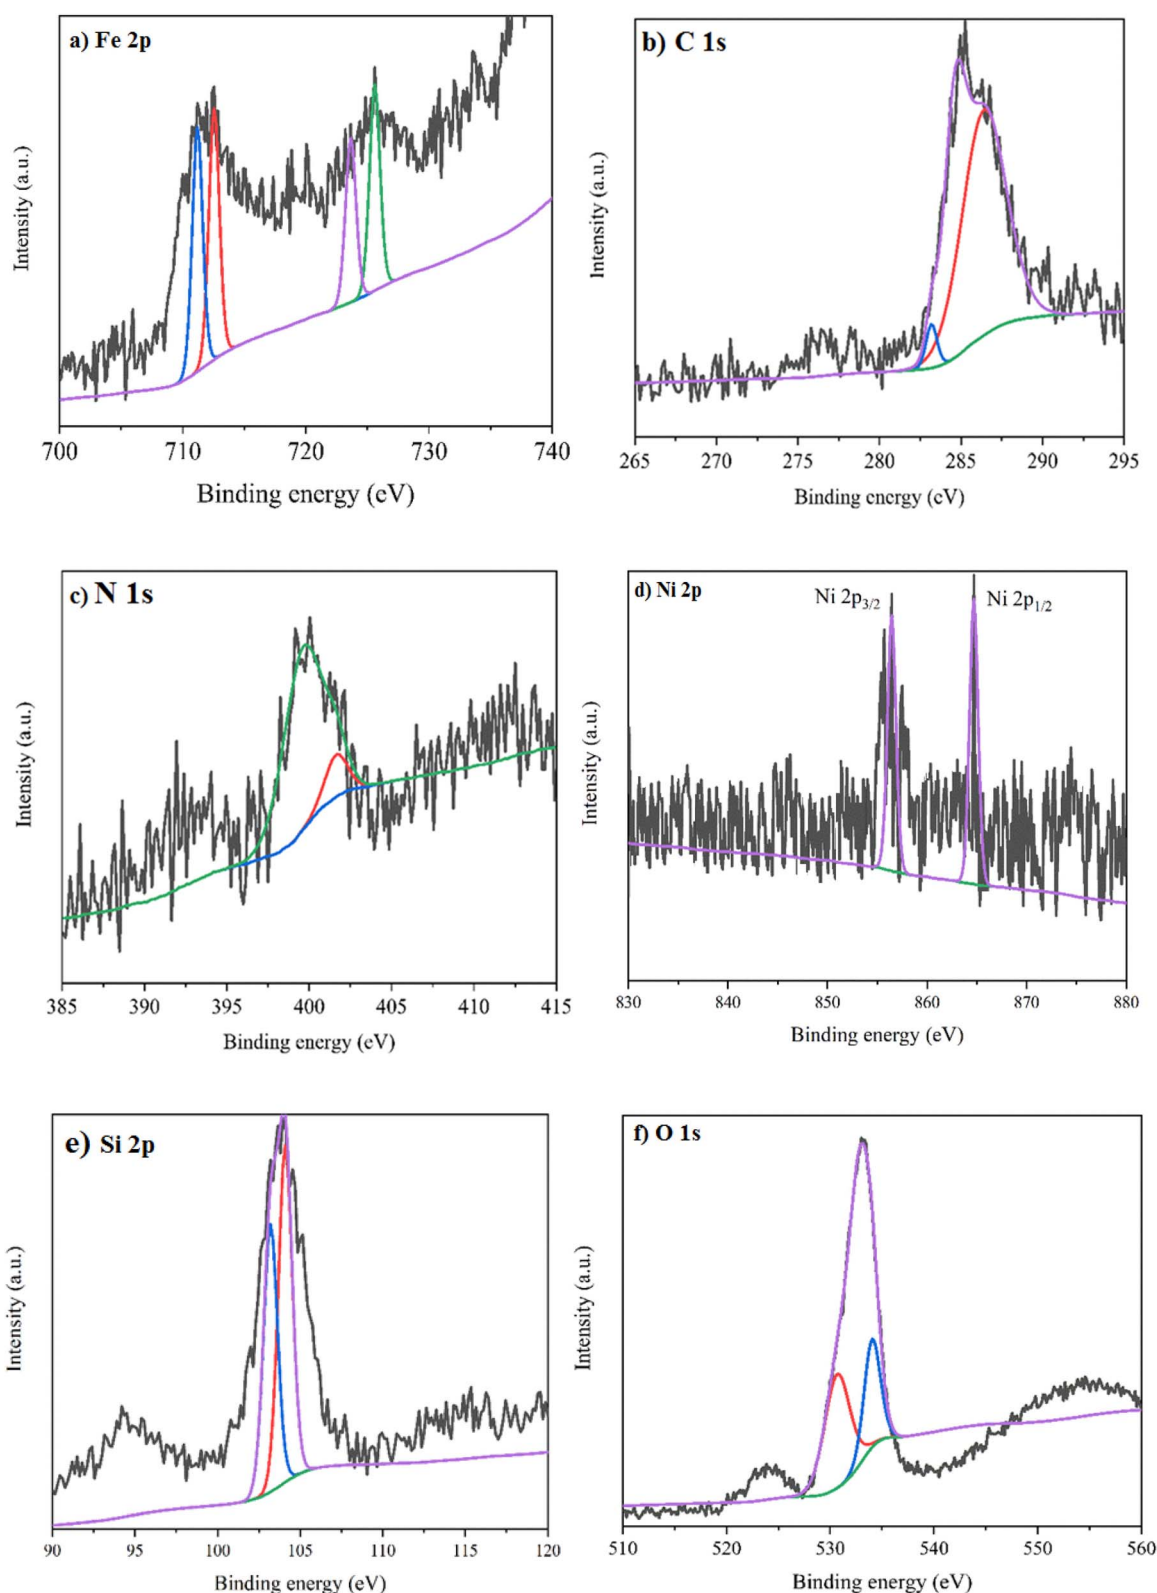 a) Fe 2p
Intensity (a.u.)
700 710 720 730 740
Binding energy (eV)
b) C 1s
Intensity (a.u.)
265 270 275 280 285 290 295
Binding energy (eV)
c) N 1s
Intensity (a.u.)
385 390 395 400 405 410 415
Binding energy (eV)
d) Ni 2p
Ni 2p3/2 Ni 2p1/2
Intensity (a.u.)
830 840 850 860 870 880
Binding energy (eV)
e) Si 2p
Intensity (a.u.)
90 95 100 105 110 115 120
Binding energy (eV)
f) O 1s
Intensity (a.u.)
510 520 530 540 550 560
Binding energy (eV)